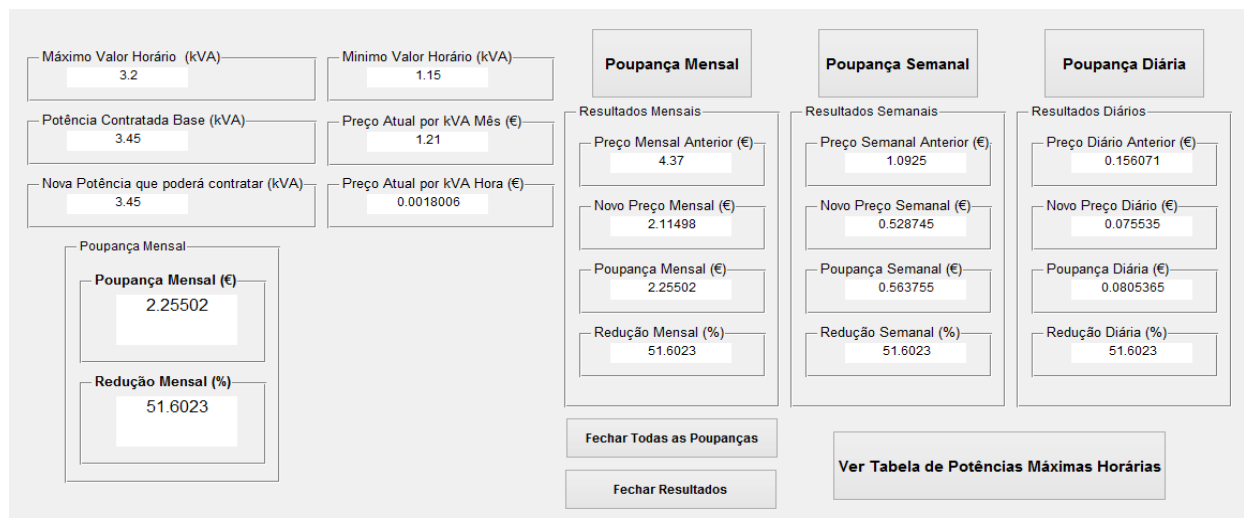 Máximo Valor Horário (kVA)
3.2
Minimo Valor Horário (kVA)
1.15
Potência Contratada Base (kVA)
3.45
Preço Atual por kVA Mês (€)
1.21
Nova Potência que poderá contratar (kVA)
3.45
Preço Atual por kVA Hora (€)
0.0018006
Poupança Mensal
Poupança Mensal (€)
2.25502
Redução Mensal (%)
51.6023
Poupança Mensal
Resultados Mensais
Preço Mensal Anterior (€)
4.37
Novo Preço Mensal (€)
2.11498
Poupança Mensal (€)
2.25502
Redução Mensal (%)
51.6023
Poupança Semanal
Resultados Semanais
Preço Semanal Anterior (€)
1.0925
Novo Preço Semanal (€)
0.528745
Poupança Semanal (€)
0.563755
Redução Semanal (%)
51.6023
Poupança Diária
Resultados Diários
Preço Diário Anterior (€)
0.156071
Novo Preço Diário (€)
0.075535
Poupança Diária (€)
0.0805365
Redução Diária (%)
51.6023
Fechar Todas as Poupanças
Fechar Resultados
Ver Tabela de Potências Máximas Horárias